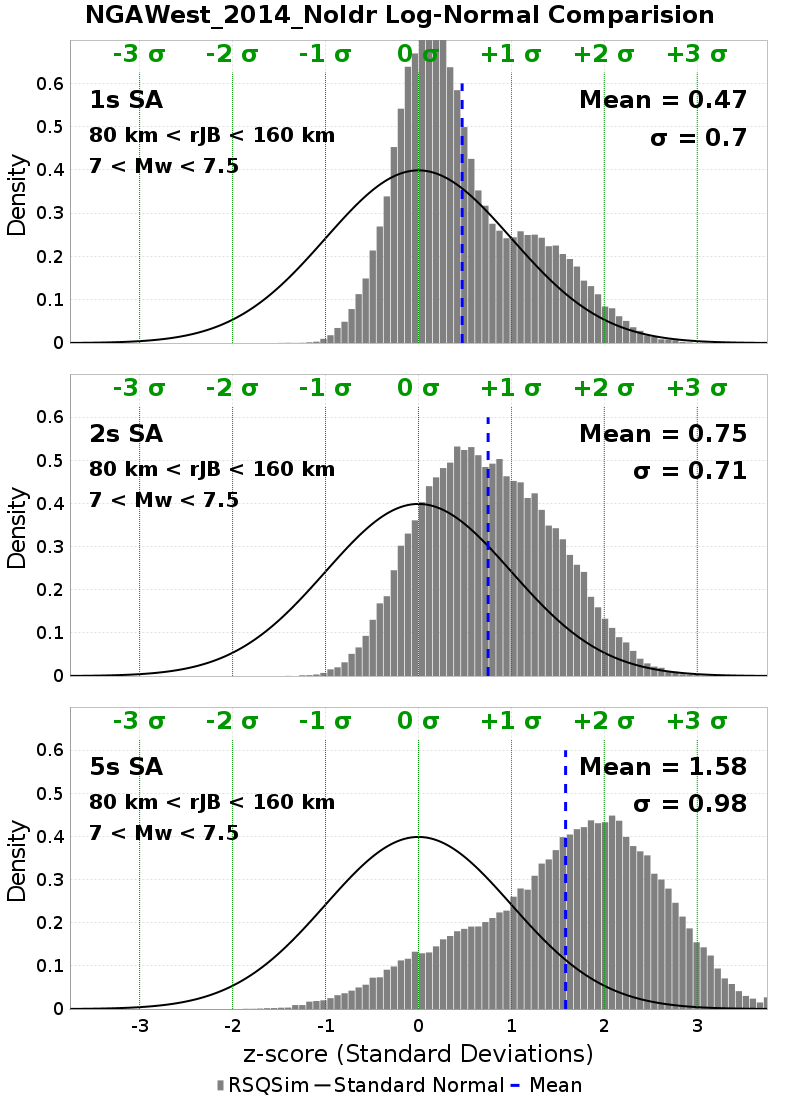 NGAWest_2014_NoIdr Log-Normal Comparision
-3 σ -2 σ -1 σ 0 σ +1 σ +2 σ +3 σ
1s SA
Mean = 0.47
80 km < rJB < 160 km
σ = 0.7
7 < Mw < 7.5
Density
0.6
0.5
0.4
0.3
0.2
0.1
0
-3 σ -2 σ -1 σ 0 σ +1 σ +2 σ +3 σ
2s SA
Mean = 0.75
80 km < rJB < 160 km
σ = 0.71
7 < Mw < 7.5
Density
0.6
0.5
0.4
0.3
0.2
0.1
0
-3 σ -2 σ -1 σ 0 σ +1 σ +2 σ +3 σ
5s SA
Mean = 1.58
80 km < rJB < 160 km
σ = 0.98
7 < Mw < 7.5
Density
0.6
0.5
0.4
0.3
0.2
0.1
0
-3 -2 -1 0 1 2 3
z-score (Standard Deviations)
RSQSim Standard Normal Mean